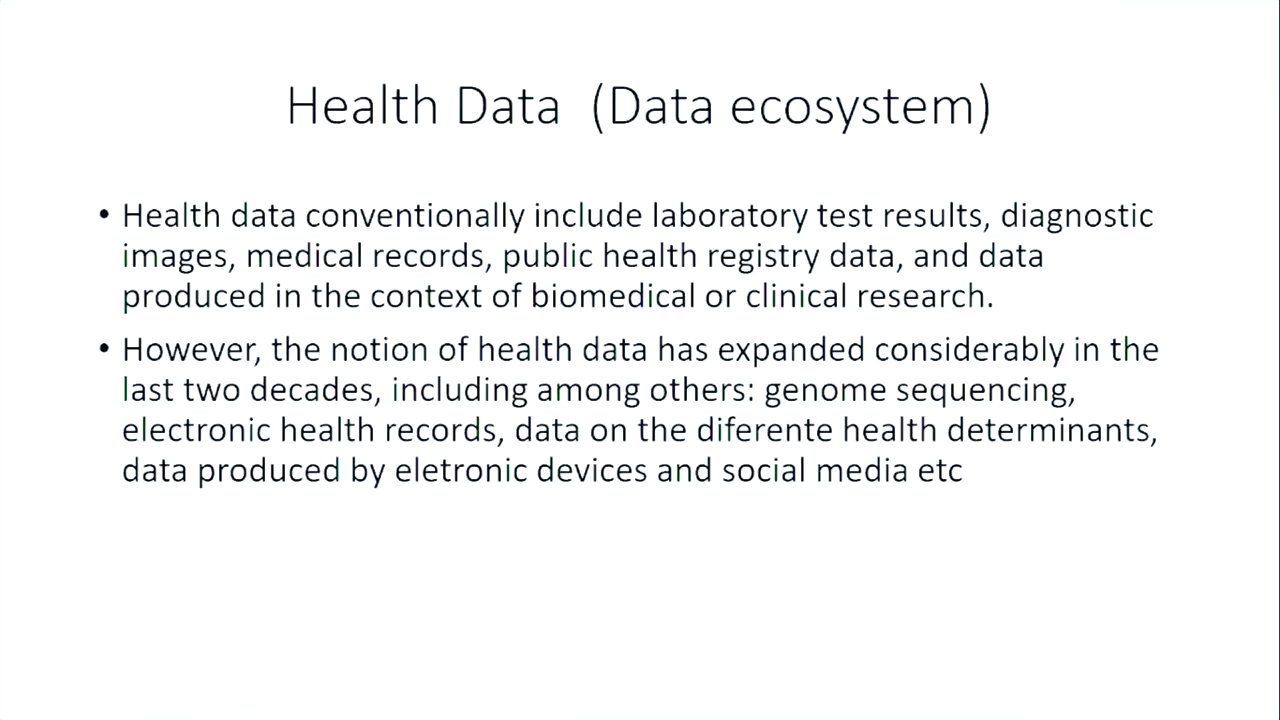 Health Data (Data ecosystem)
• Health data conventionally include laboratory test results, diagnostic
images, medical records, public health registry data, and data
produced in the context of biomedical or clinical research.
• However, the notion of health data has expanded considerably in the
last two decades, including among others: genome sequencing,
electronic health records, data on the diferente health determinants,
data produced by eletronic devices and social media etc